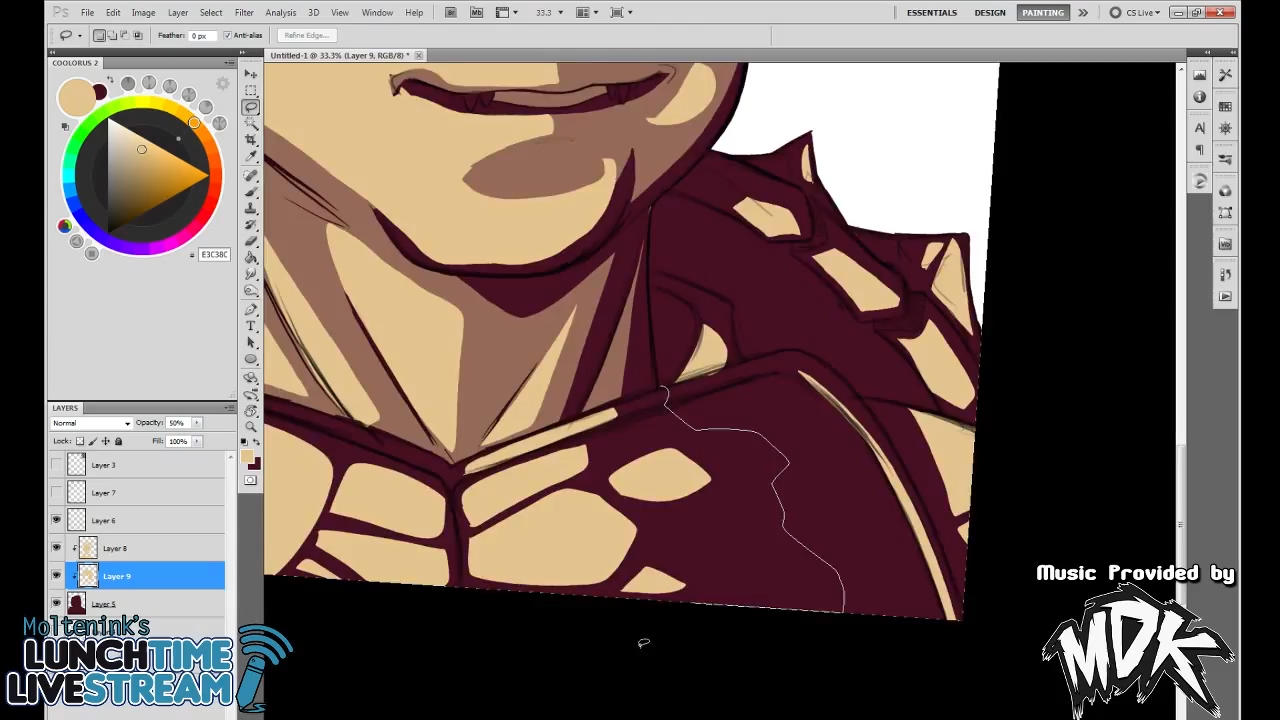 Ps File Edit Image Layer Select Filter Analysis 3D View Window Help Br Mb 33.3 ESSENTIALS DESIGN PAINTING CS Live
Feather: 0 px Anti-alias Refine Edge...
Untitled-1 @ 33.3% (Layer 9, RGB/8) *
COLORUS 2
# E3C38C
LAYERS
Normal Opacity: 50%
Lock: Fill: 100%
Layer 3
Layer 7
Layer 6
Layer 8
Layer 9
Layer 5
Moltenink's
LUNCHTIME
LIVESTREAM
Music Provided by
MDK